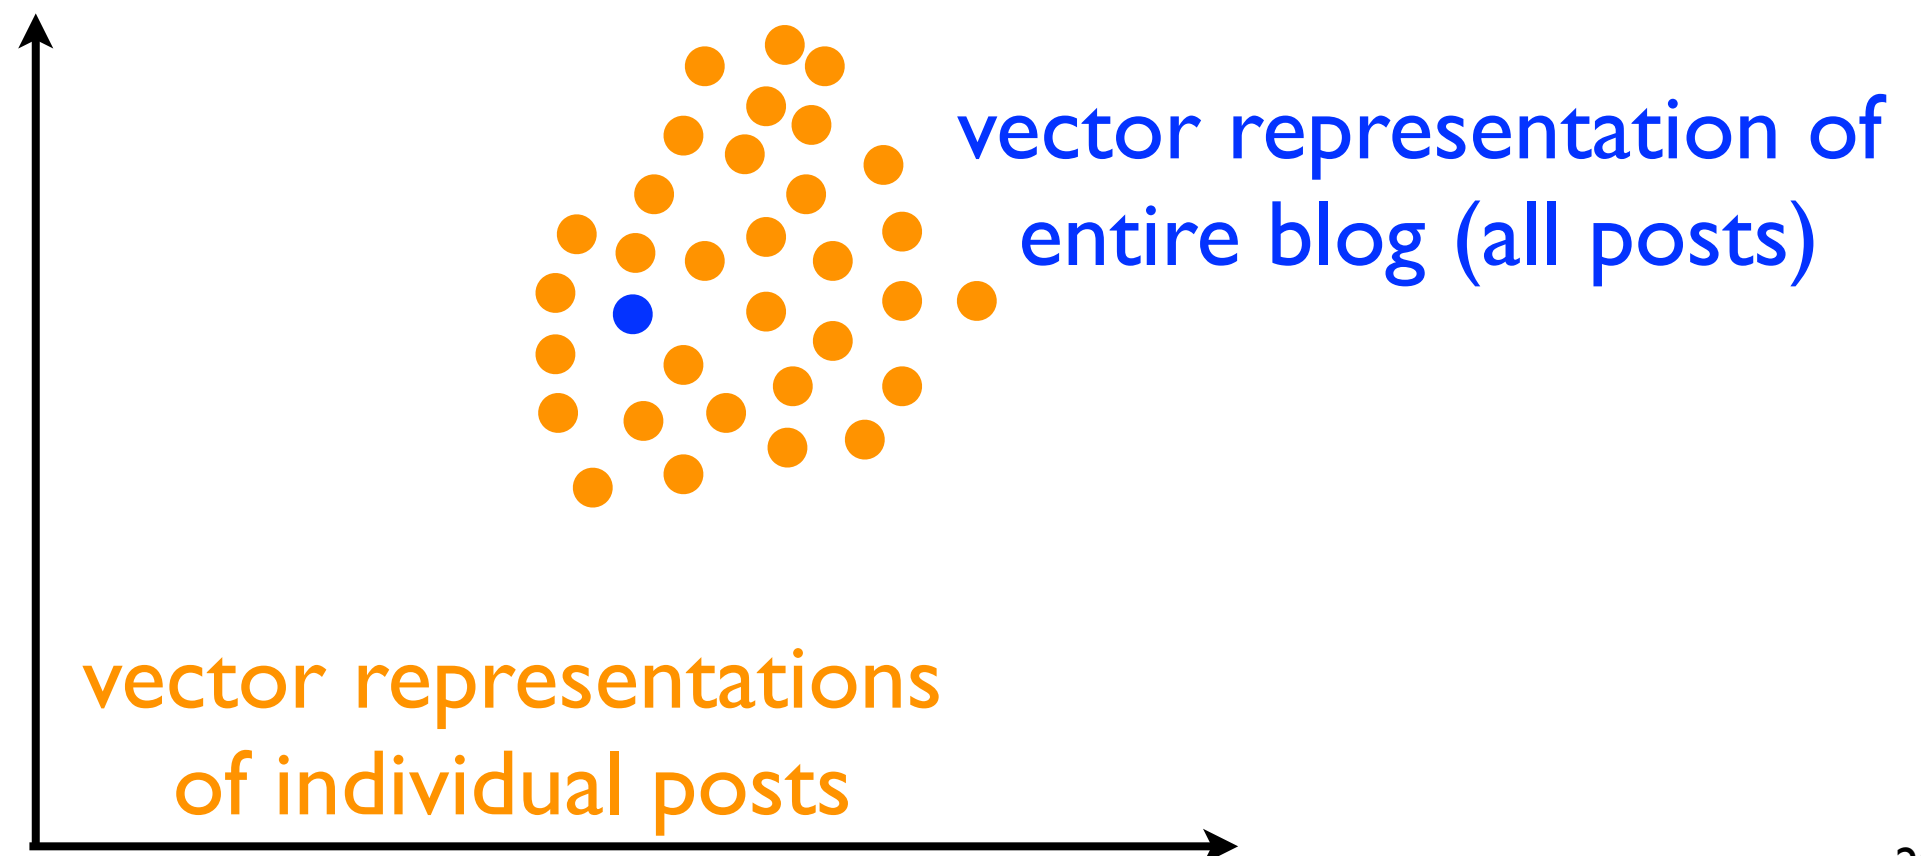 vector representation of
entire blog (all posts)
vector representations
of individual posts